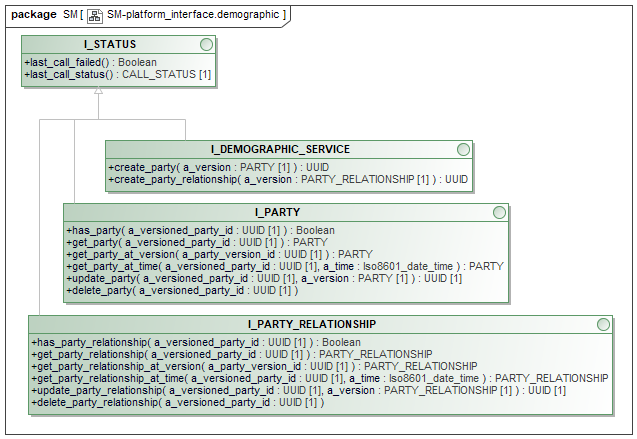 package SM [ SM-platform_interface.demographic ]
I_STATUS
+last_call_failed() : Boolean
+last_call_status() : CALL_STATUS [1]
I_DEMOGRAPHIC_SERVICE
+create_party( a_version : PARTY [1] ) : UUID
+create_party_relationship( a_version : PARTY_RELATIONSHIP [1] ) : UUID
I_PARTY
+has_party( a_versioned_party_id : UUID [1] ) : Boolean
+get_party( a_versioned_party_id : UUID [1] ) : PARTY
+get_party_at_version( a_party_version_id : UUID [1] ) : PARTY
+get_party_at_time( a_versioned_party_id : UUID [1], a_time : Iso8601_date_time ) : PARTY
+update_party( a_versioned_party_id : UUID [1], a_version : PARTY [1] ) : UUID [1]
+delete_party( a_versioned_party_id : UUID [1] )
I_PARTY_RELATIONSHIP
+has_party_relationship( a_versioned_party_id : UUID [1] ) : Boolean
+get_party_relationship( a_versioned_party_id : UUID [1] ) : PARTY_RELATIONSHIP
+get_party_relationship_at_version( a_party_version_id : UUID [1] ) : PARTY_RELATIONSHIP
+get_party_relationship_at_time( a_versioned_party_id : UUID [1], a_time : Iso8601_date_time ) : PARTY_RELATIONSHIP
+update_party_relationship( a_versioned_party_id : UUID [1], a_version : PARTY_RELATIONSHIP [1] ) : UUID [1]
+delete_party_relationship( a_versioned_party_id : UUID [1] )